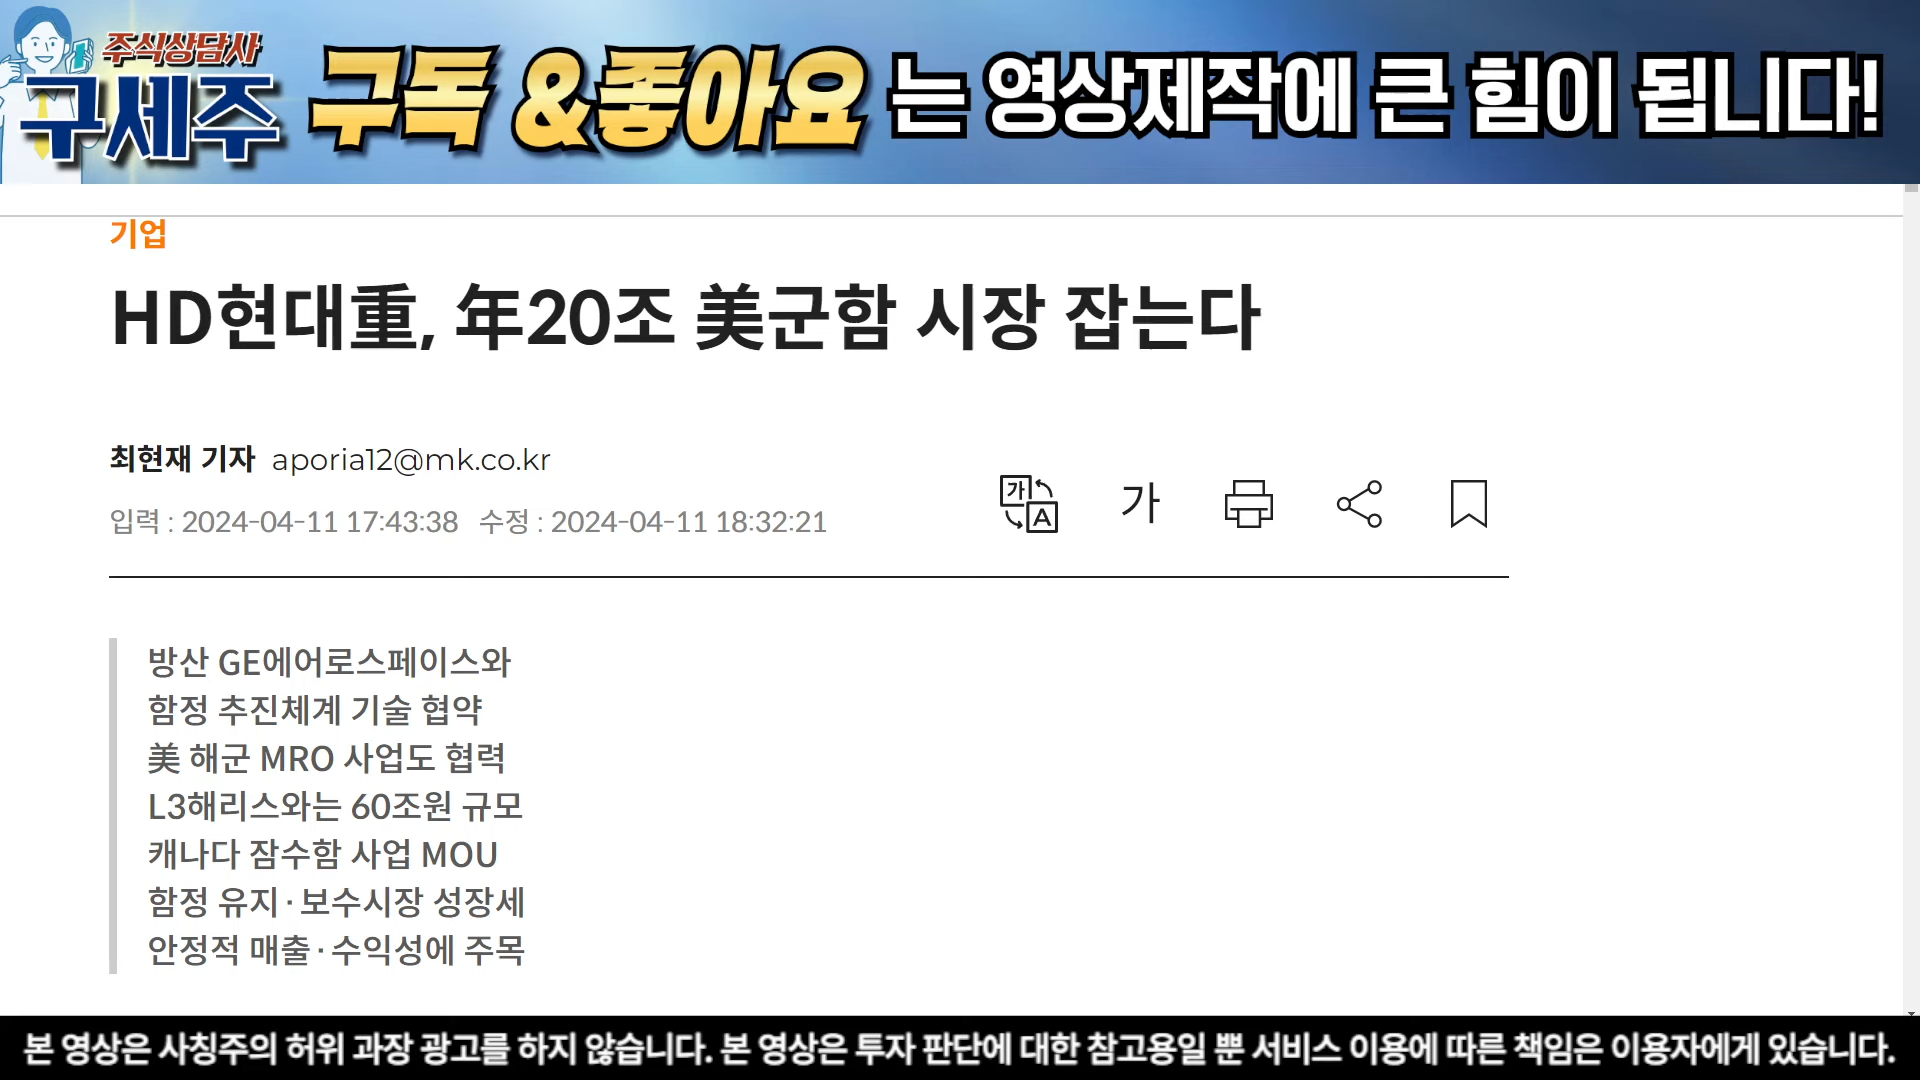 주식상담사
구세주
구독 &좋아요 는 영상제작에 큰 힘이 됩니다!
기업
HD현대重, 年20조 美군함 시장 잡는다
최현재 기자 aporia12@mk.co.kr
입력 : 2024-04-11 17:43:38 수정 : 2024-04-11 18:32:21
가 A 가
방산 GE에어로스페이스와
함정 추진체계 기술 협약
美 해군 MRO 사업도 협력
L3해리스와는 60조원 규모
캐나다 잠수함 사업 MOU
함정 유지·보수시장 성장세
안정적 매출·수익성에 주목
본 영상은 사칭주의 허위 과장 광고를 하지 않습니다. 본 영상은 투자 판단에 대한 참고용일 뿐 서비스 이용에 따른 책임은 이용자에게 있습니다.